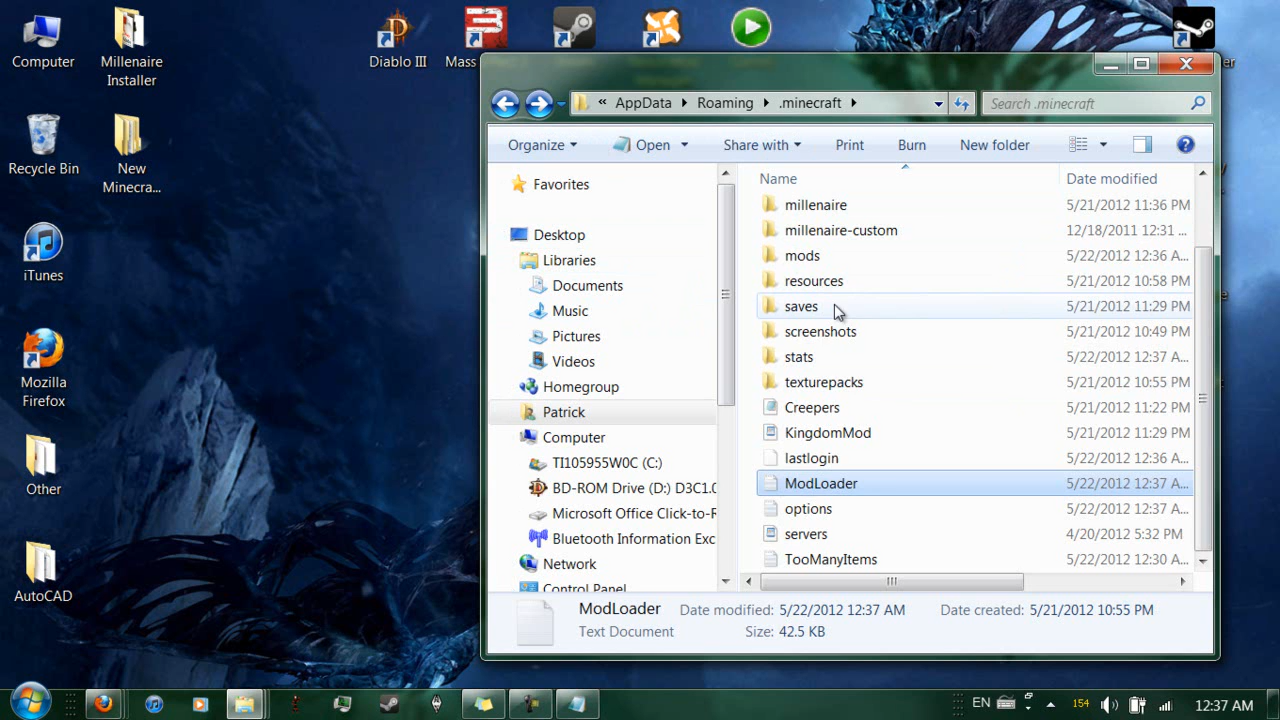 Computer
Millenaire
Installer
Recycle Bin
New
Minecra...
iTunes
Mozilla
Firefox
Other
AutoCAD
Diablo III
Mass
er
« AppData Roaming .minecraft
Search .minecraft
Organize
Open
Share with
Print
Burn
New folder
Favorites
Desktop
Libraries
Documents
Music
Pictures
Videos
Homegroup
Patrick
Computer
TI105955W0C (C:)
BD-ROM Drive (D:) D3C1.0
Microsoft Office Click-to-R
Bluetooth Information Exc
Network
Control Panel
Name Date modified
millenaire 5/21/2012 11:36 PM
millenaire-custom 12/18/2011 12:31 ...
mods 5/22/2012 12:36 A...
resources 5/21/2012 10:58 PM
saves 5/21/2012 11:29 PM
screenshots 5/21/2012 10:49 PM
stats 5/22/2012 12:37 A...
texturepacks 5/21/2012 10:55 PM
Creepers 5/21/2012 11:22 PM
KingdomMod 5/21/2012 11:29 PM
lastlogin 5/22/2012 12:36 A...
ModLoader 5/22/2012 12:37 A...
options 5/22/2012 12:37 A...
servers 4/20/2012 5:32 PM
TooManyItems 5/22/2012 12:30 A...
ModLoader Date modified: 5/22/2012 12:37 AM Date created: 5/21/2012 10:55 PM
Text Document Size: 42.5 KB
EN 154 12:37 AM